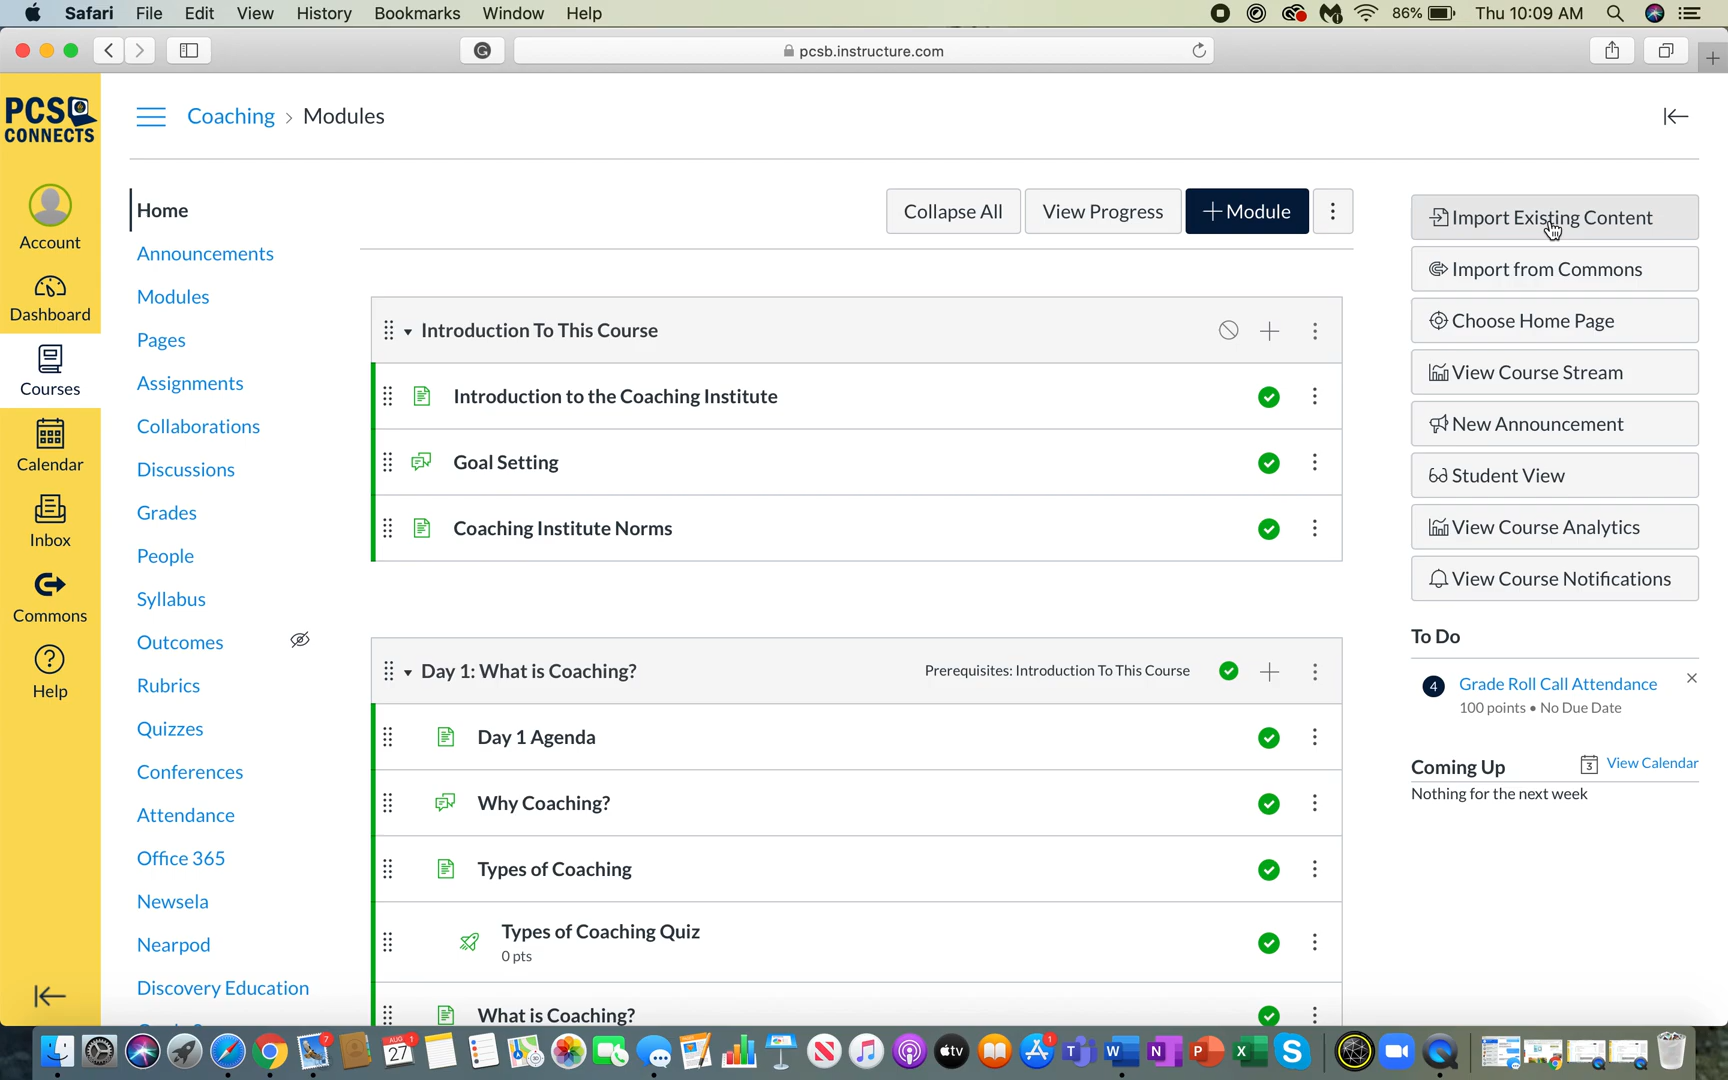 Safari File Edit View History Bookmarks Window Help 86% Thu 10:09 AM
pcsb.instructure.com
PCS
CONNECTS
Coaching > Modules
Account
Dashboard
Courses
Calendar
Inbox
Commons
Help
Home
Announcements
Modules
Pages
Assignments
Collaborations
Discussions
Grades
People
Syllabus
Outcomes
Rubrics
Quizzes
Conferences
Attendance
Office 365
Newsela
Nearpod
Discovery Education
Collapse All View Progress +Module
Introduction To This Course
Introduction to the Coaching Institute
Goal Setting
Coaching Institute Norms
Day 1: What is Coaching? Prerequisites: Introduction To This Course
Day 1 Agenda
Why Coaching?
Types of Coaching
Types of Coaching Quiz
0 pts
What is Coaching?
Import Existing Content
Import from Commons
Choose Home Page
View Course Stream
New Announcement
Student View
View Course Analytics
View Course Notifications
To Do
4 Grade Roll Call Attendance
100 points • No Due Date
Coming Up 3 View Calendar
Nothing for the next week
7 AUG 27 1 tv 1 T W N P X S